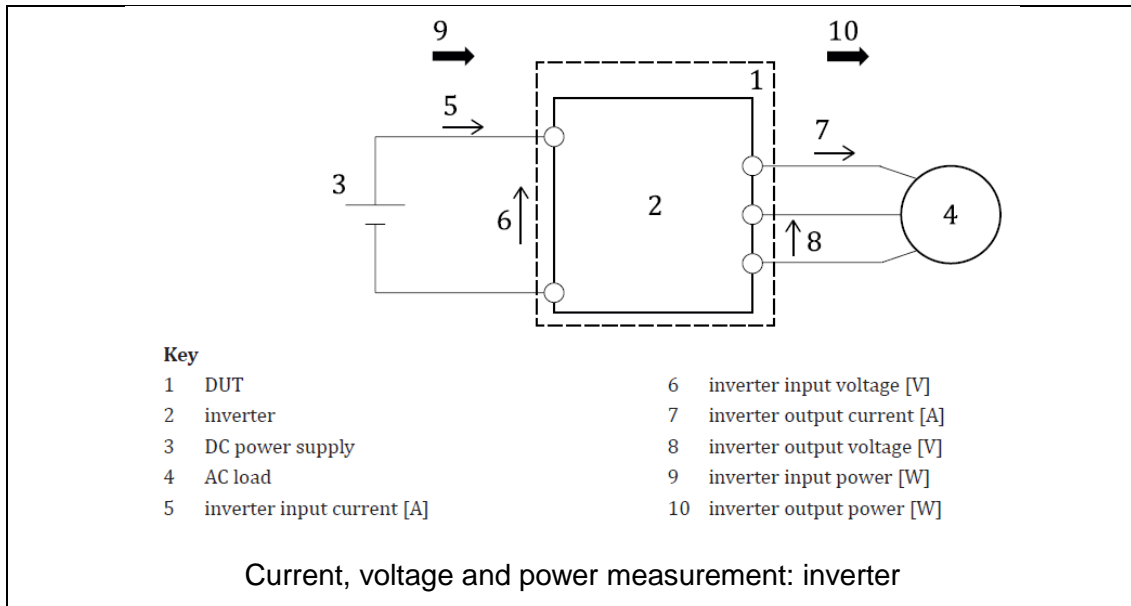 9
10
1
5
7
3
6
2
8
4
Key
1 DUT
2 inverter
3 DC power supply
4 AC load
5 inverter input current [A]
6 inverter input voltage [V]
7 inverter output current [A]
8 inverter output voltage [V]
9 inverter input power [W]
10 inverter output power [W]
Current, voltage and power measurement: inverter